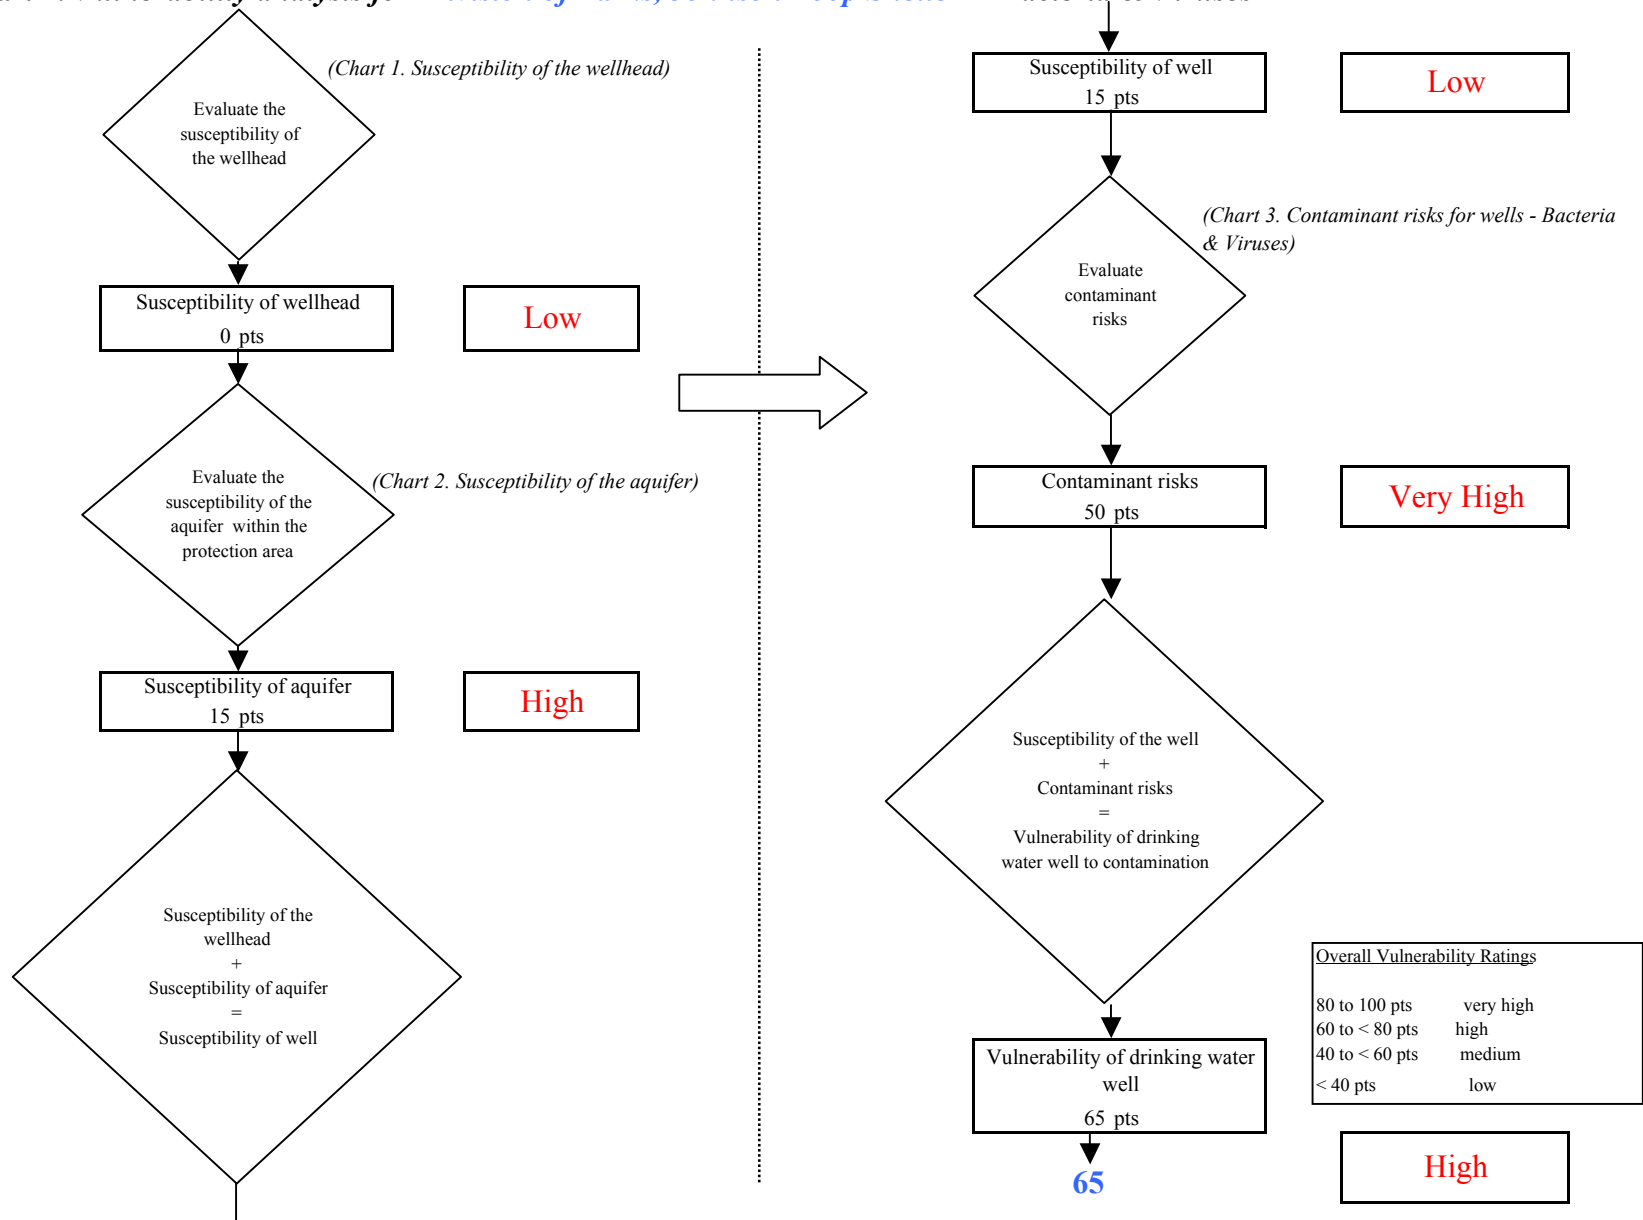 (Chart 1. Susceptibility of the wellhead)
Evaluate the
susceptibility of
the wellhead
Susceptibility of wellhead
0 pts
Low
Evaluate the
susceptibility of the
aquifer within the
protection area
(Chart 2. Susceptibility of the aquifer)
Susceptibility of aquifer
15 pts
High
Susceptibility of the
wellhead
+
Susceptibility of aquifer
=
Susceptibility of well
Susceptibility of well
15 pts
Low
(Chart 3. Contaminant risks for wells - Bacteria
& Viruses)
Evaluate
contaminant
risks
Contaminant risks
50 pts
Very High
Susceptibility of the well
+
Contaminant risks
=
Vulnerability of drinking
water well to contamination
Overall Vulnerability Ratings
80 to 100 pts very high
60 to < 80 pts high
40 to < 60 pts medium
< 40 pts low
Vulnerability of drinking water
well
65 pts
65
High